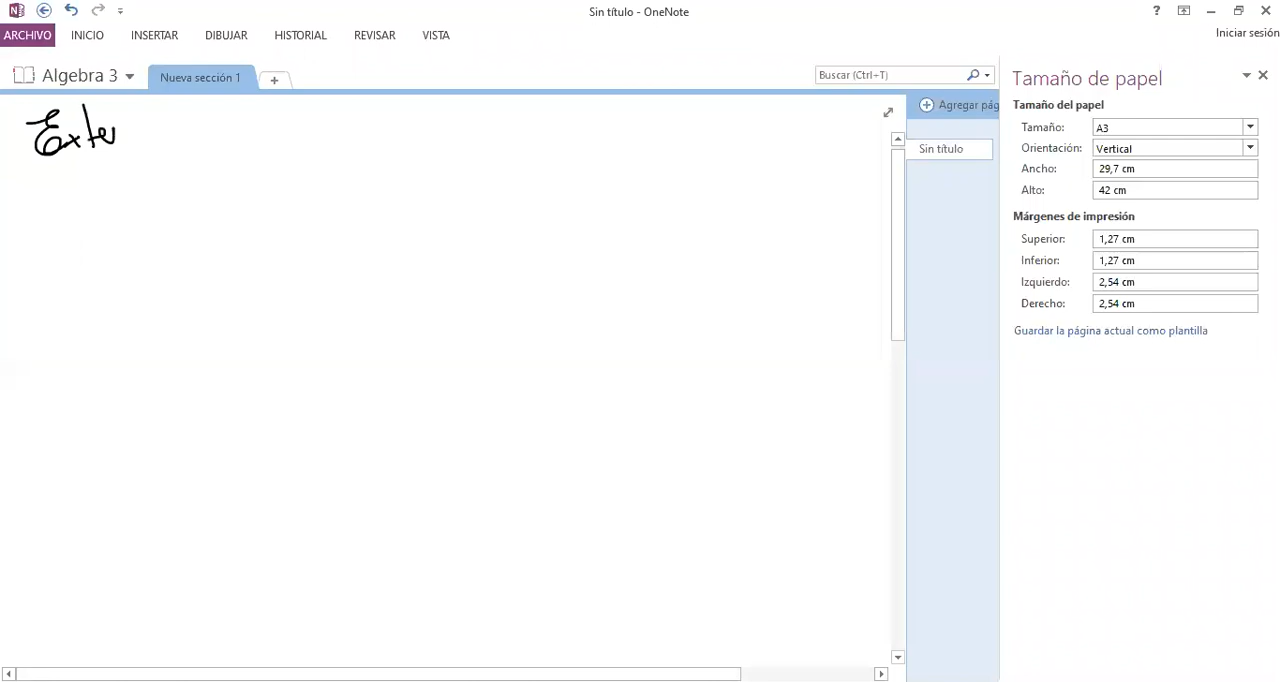 Sin título - OneNote
?
ARCHIVO INICIO INSERTAR DIBUJAR HISTORIAL REVISAR VISTA
Iniciar sesión
Algebra 3
Nueva sección 1
+
Buscar (Ctrl+T)
Exte
Agregar pág
Sin título
Tamaño de papel
Tamaño del papel
Tamaño: A3
Orientación: Vertical
Ancho: 29,7 cm
Alto: 42 cm
Márgenes de impresión
Superior: 1,27 cm
Inferior: 1,27 cm
Izquierdo: 2,54 cm
Derecho: 2,54 cm
Guardar la página actual como plantilla